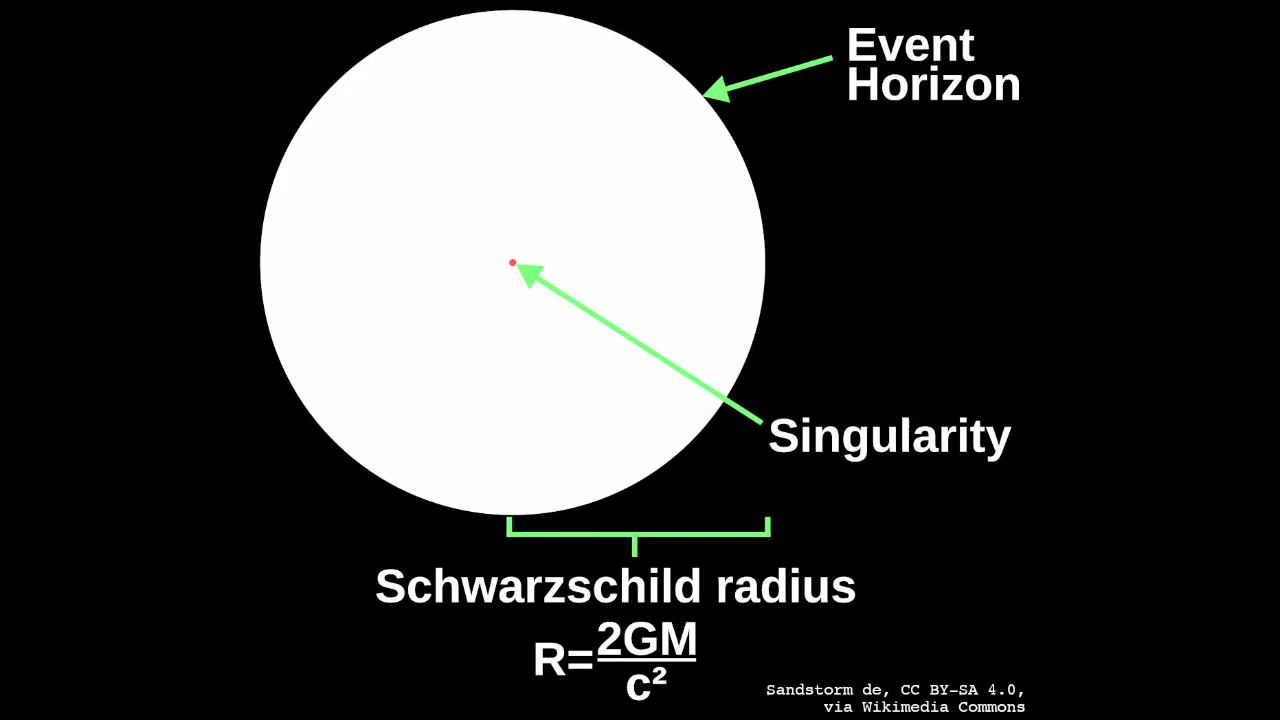 Event
Horizon
Singularity
Schwarzschild radius
R=2GM
c²
Sandstorm de, CC BY-SA 4.0,
via Wikimedia Commons